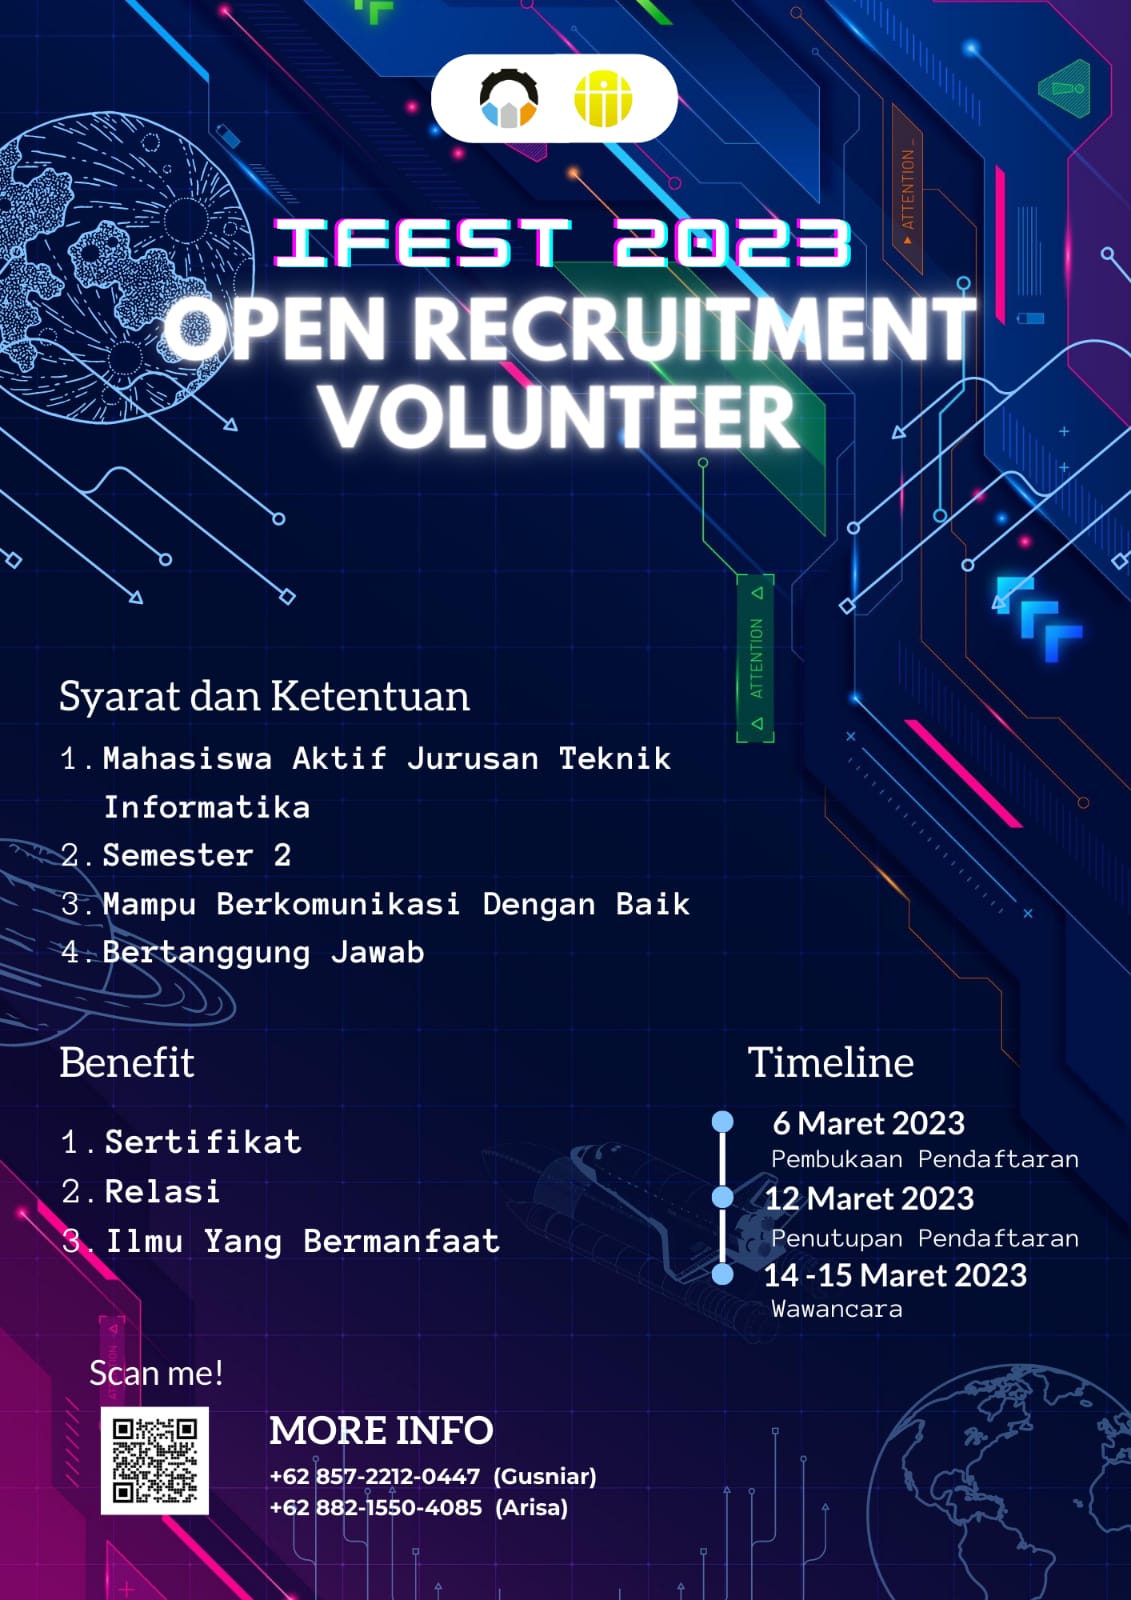 ATTENTION_
IFEST 2023
OPEN RECRUITMENT
VOLUNTEER
ATTENTION
Syarat dan Ketentuan
1. Mahasiswa Aktif Jurusan Teknik
Informatika
2. Semester 2
3. Mampu Berkomunikasi Dengan Baik
4. Bertanggung Jawab
Benefit
1. Sertifikat
2. Relasi
3. Ilmu Yang Bermanfaat
Timeline
6 Maret 2023
Pembukaan Pendaftaran
12 Maret 2023
Penutupan Pendaftaran
14 -15 Maret 2023
Wawancara
Scan me!
MORE INFO
+62 857-2212-0447 (Gusniar)
+62 882-1550-4085 (Arisa)